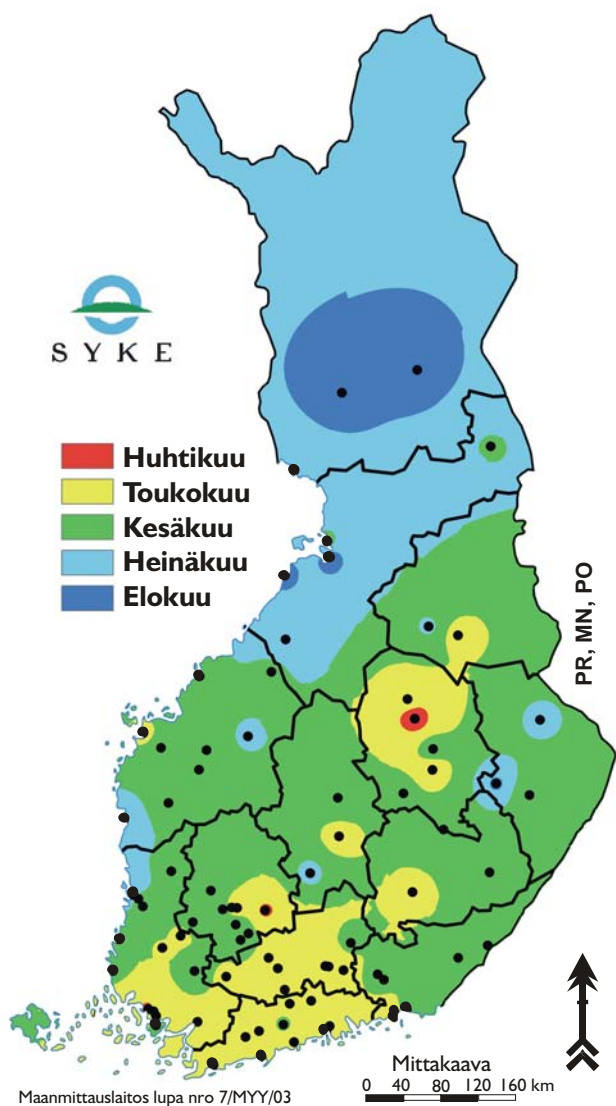 SYKE
Huhtikuu
Toukokuu
Kesäkuu
Heinäkuu
Elokuu
PR, MN, PO
Mittakaava
0 40 80 120 160 km
Maanmittauslaitos lupa nro 7/MYY/03